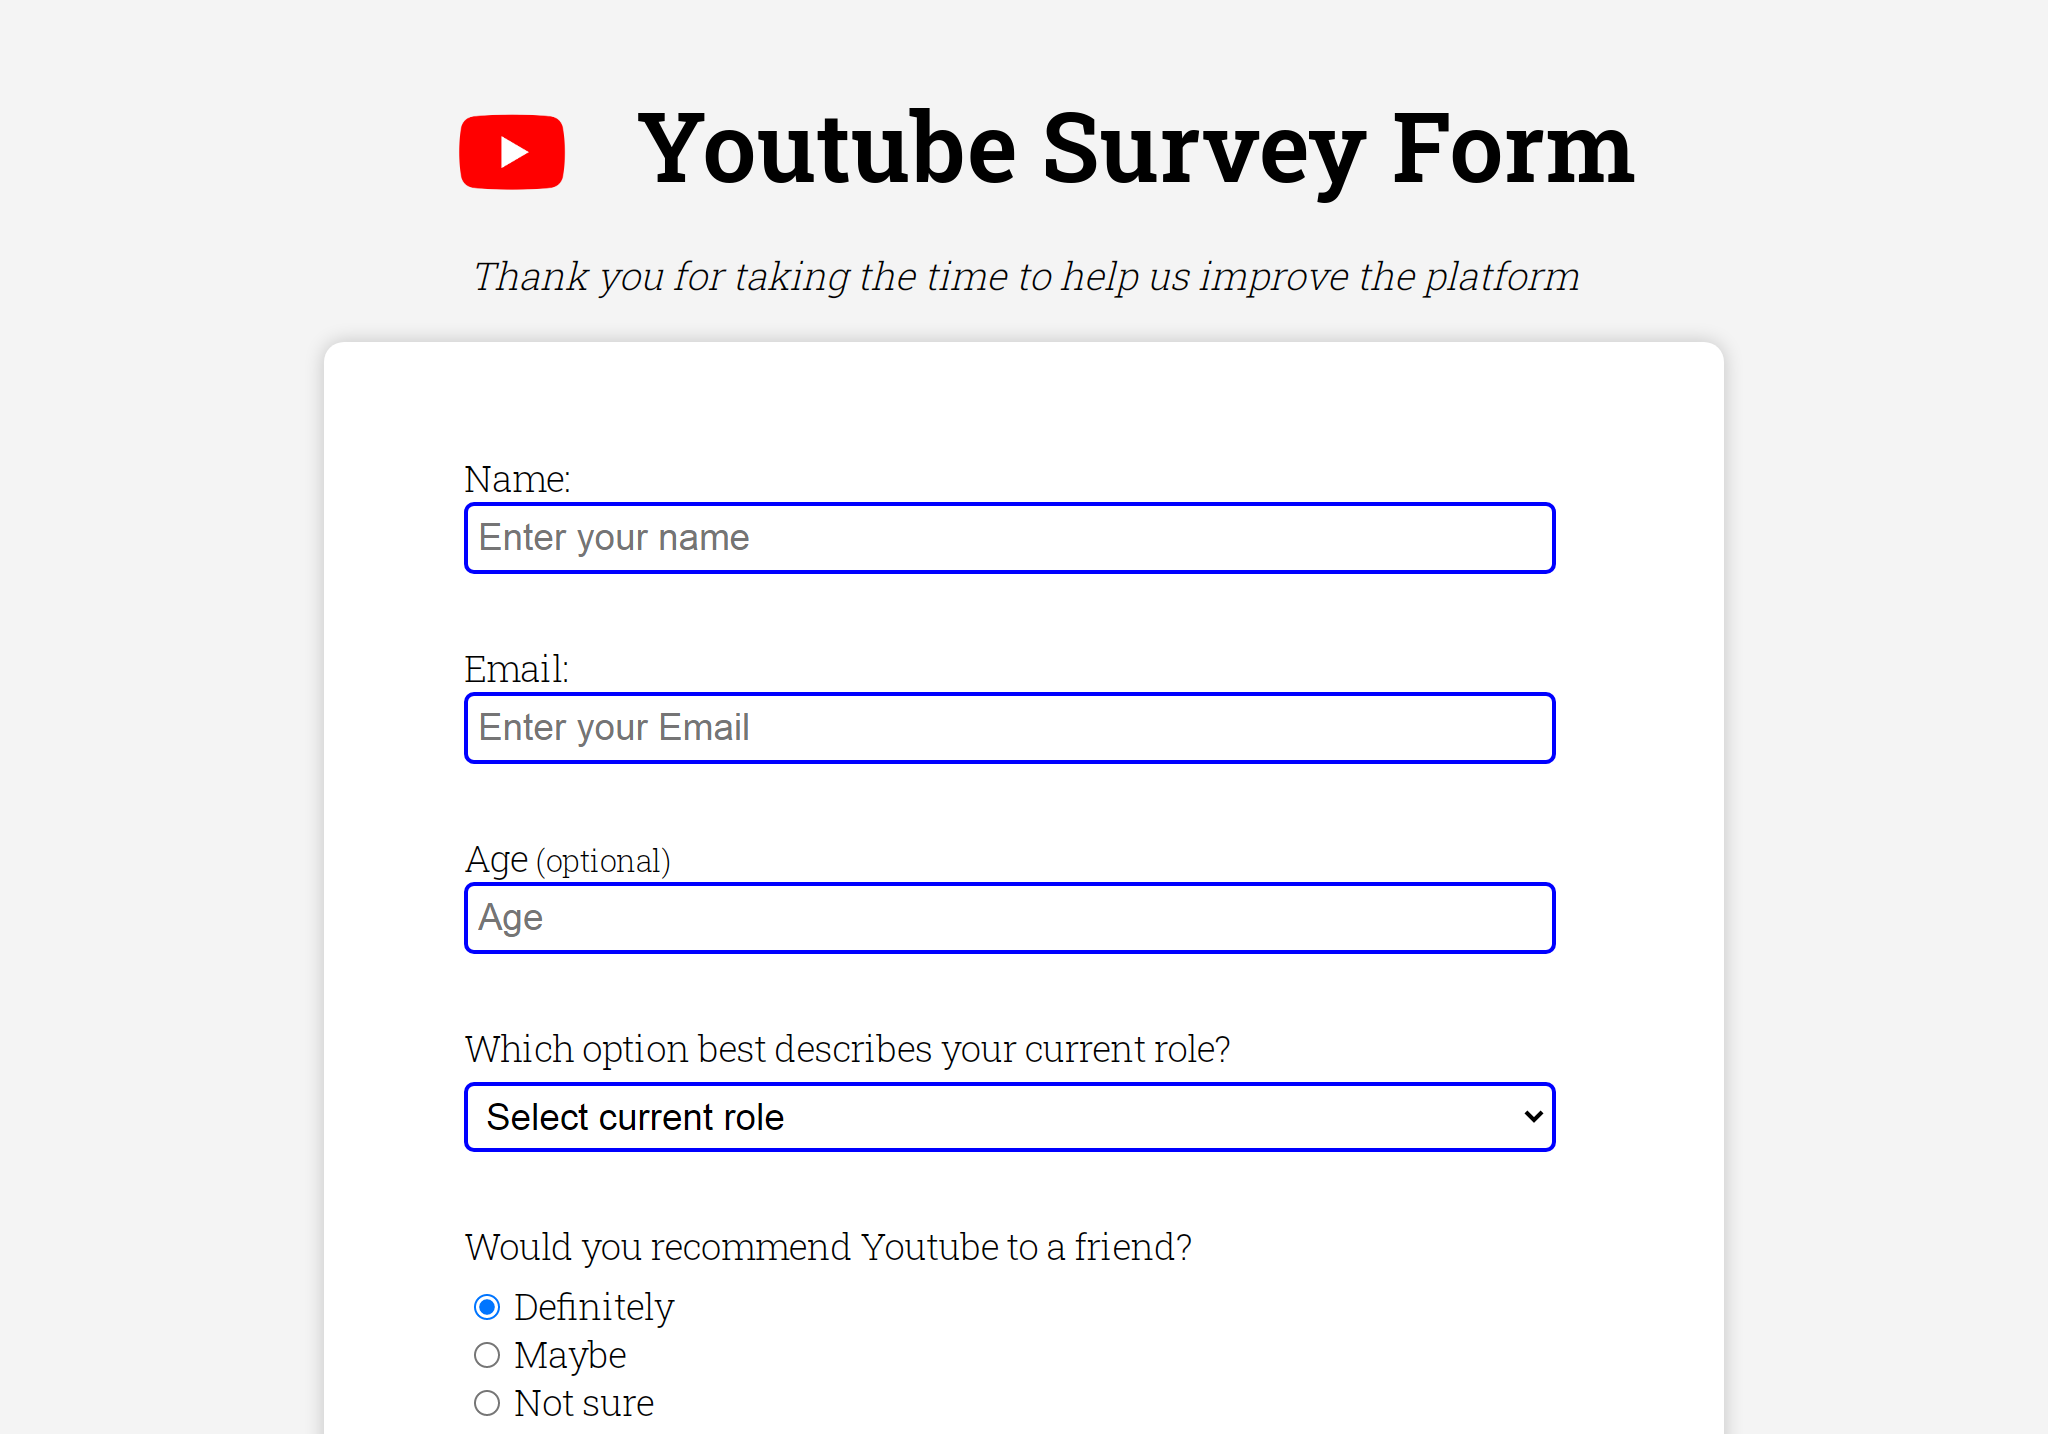 Youtube Survey Form
Thank you for taking the time to help us improve the platform
Name:
Enter your name
Email:
Enter your Email
Age (optional)
Age
Which option best describes your current role?
Select current role
Would you recommend Youtube to a friend?
Definitely
Maybe
Not sure